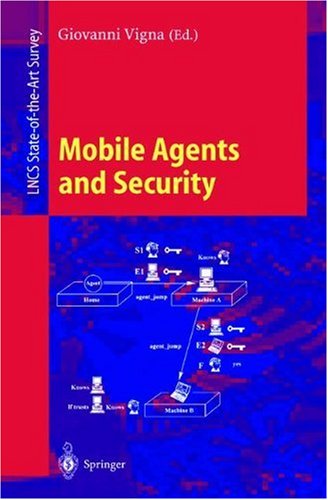 Giovanni Vigna (Ed.)
LNCS State-of-the-Art Survey
Mobile Agents
and Security
S1
Knows
E1
Agent
Home
agent_jump
Machine A
S2
agent_jump
E2
F
yes
Knows
If trusts
Knows
Machine B
Springer